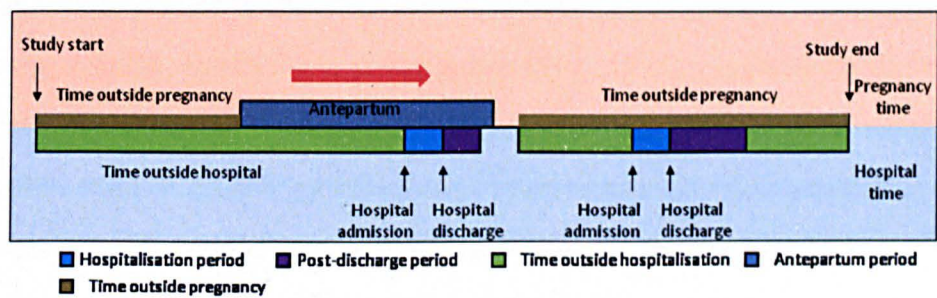 Study start
Study end
Time outside pregnancy
Antepartum
Time outside pregnancy
Pregnancy
time
Time outside hospital
Hospital
time
Hospital
admission
Hospital
discharge
Hospital
admission
Hospital
discharge
Hospitalisation period
Post-discharge period
Time outside hospitalisation
Antepartum period
Time outside pregnancy